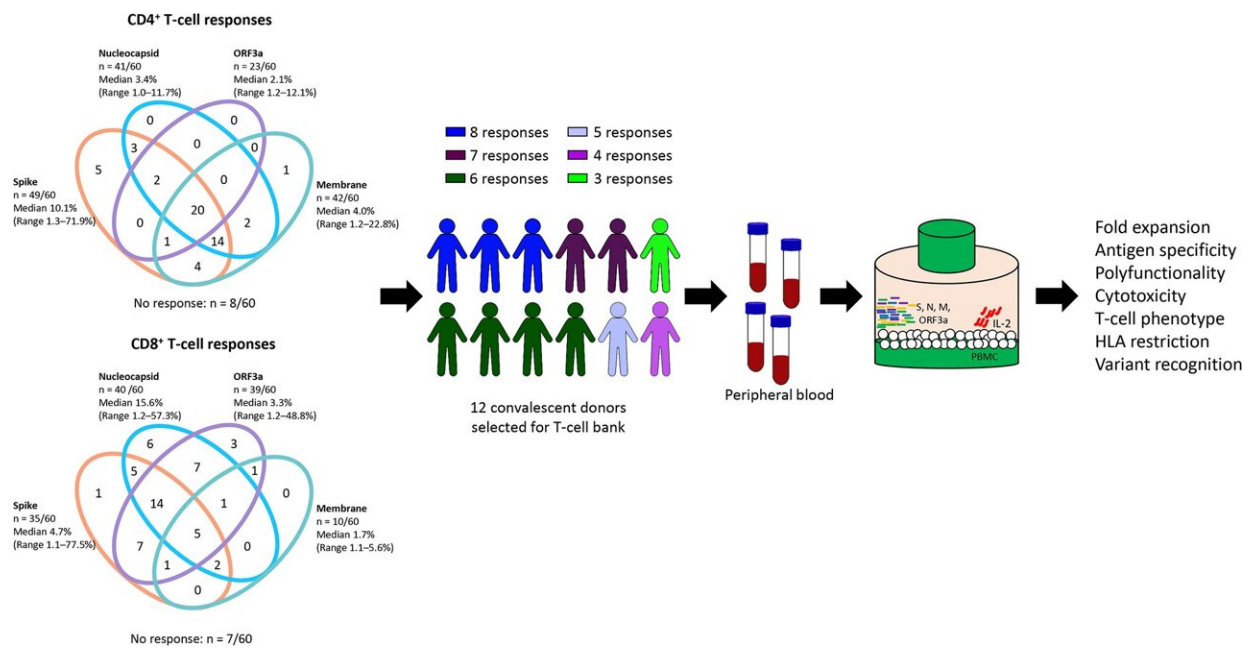 CD4⁺ T-cell responses
Nucleocapsid
n = 41/60
Median 3.4%
(Range 1.0–11.7%)
ORF3a
n = 23/60
Median 2.1%
(Range 1.2–12.1%)
Spike
n = 49/60
Median 10.1%
(Range 1.3–71.9%)
Membrane
n = 42/60
Median 4.0%
(Range 1.2–22.8%)
0
0
3
0
0
5
2
0
1
20
0
2
1
14
4
No response: n = 8/60
CD8⁺ T-cell responses
Nucleocapsid
n = 40/60
Median 15.6%
(Range 1.2–57.3%)
ORF3a
n = 39/60
Median 3.3%
(Range 1.2–48.8%)
Spike
n = 35/60
Median 4.7%
(Range 1.1–77.5%)
Membrane
n = 10/60
Median 1.7%
(Range 1.1–5.6%)
6
3
5
7
1
1
14
1
0
5
7
0
1
2
0
No response: n = 7/60
8 responses
5 responses
7 responses
4 responses
6 responses
3 responses
12 convalescent donors
selected for T-cell bank
Peripheral blood
S, N, M,
ORF3a
IL-2
PBMC
Fold expansion
Antigen specificity
Polyfunctionality
Cytotoxicity
T-cell phenotype
HLA restriction
Variant recognition